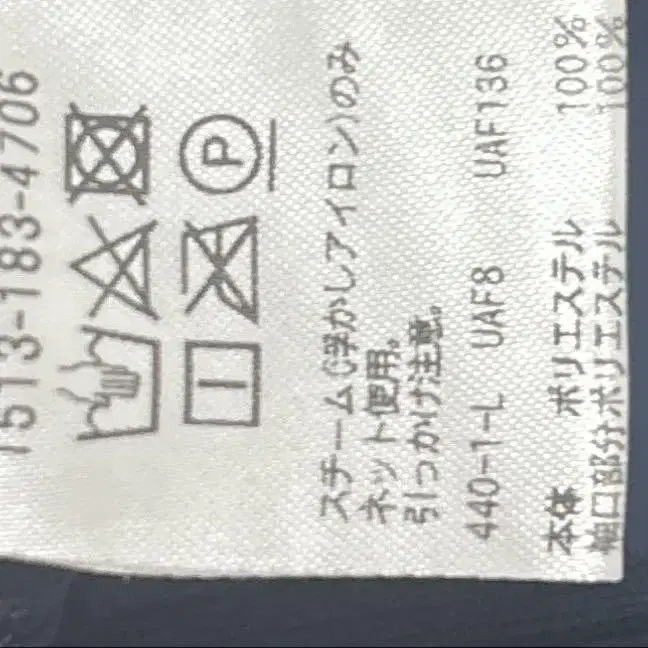 1513-183-4706
スチーム(浮かしアイロン)のみ
ネット使用。
引っかけ注意。
440-1-L UAF8 UAF136
本体 ポリエステル 100%
袖口部分ポリエステル 100%